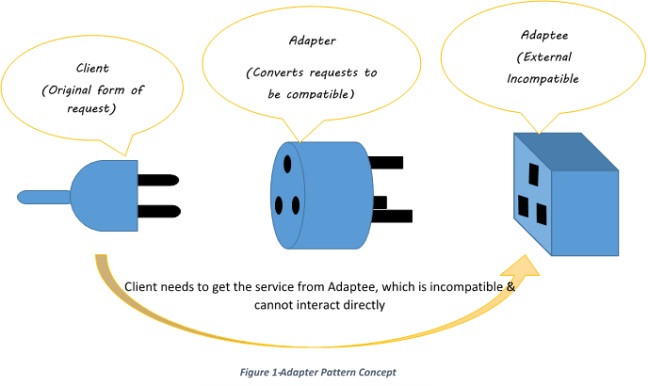 Client
(Original form of
request)
Adapter
(Converts requests to
be compatible)
Adaptee
(External
Incompatible
Client needs to get the service from Adaptee, which is incompatible &
cannot interact directly
Figure 1-Adapter Pattern Concept